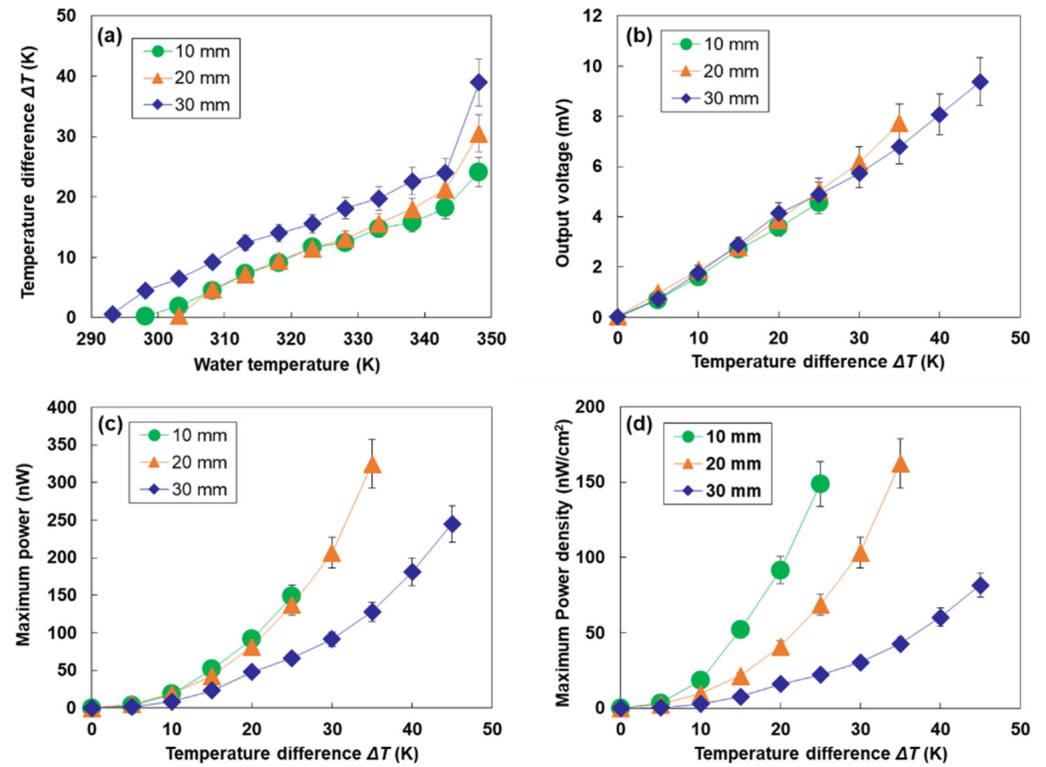 (a)
10 mm
20 mm
30 mm
Temperature difference ΔT (K)
50
40
30
20
10
0
290 300 310 320 330 340 350
Water temperature (K)
(b)
10 mm
20 mm
30 mm
Output voltage (mV)
12
10
8
6
4
2
0
0 10 20 30 40 50
Temperature difference ΔT (K)
(c)
10 mm
20 mm
30 mm
Maximum power (nW)
400
350
300
250
200
150
100
50
0
0 10 20 30 40 50
Temperature difference ΔT (K)
(d)
10 mm
20 mm
30 mm
Maximum Power density (nW/cm²)
200
150
100
50
0
0 10 20 30 40 50
Temperature difference ΔT (K)